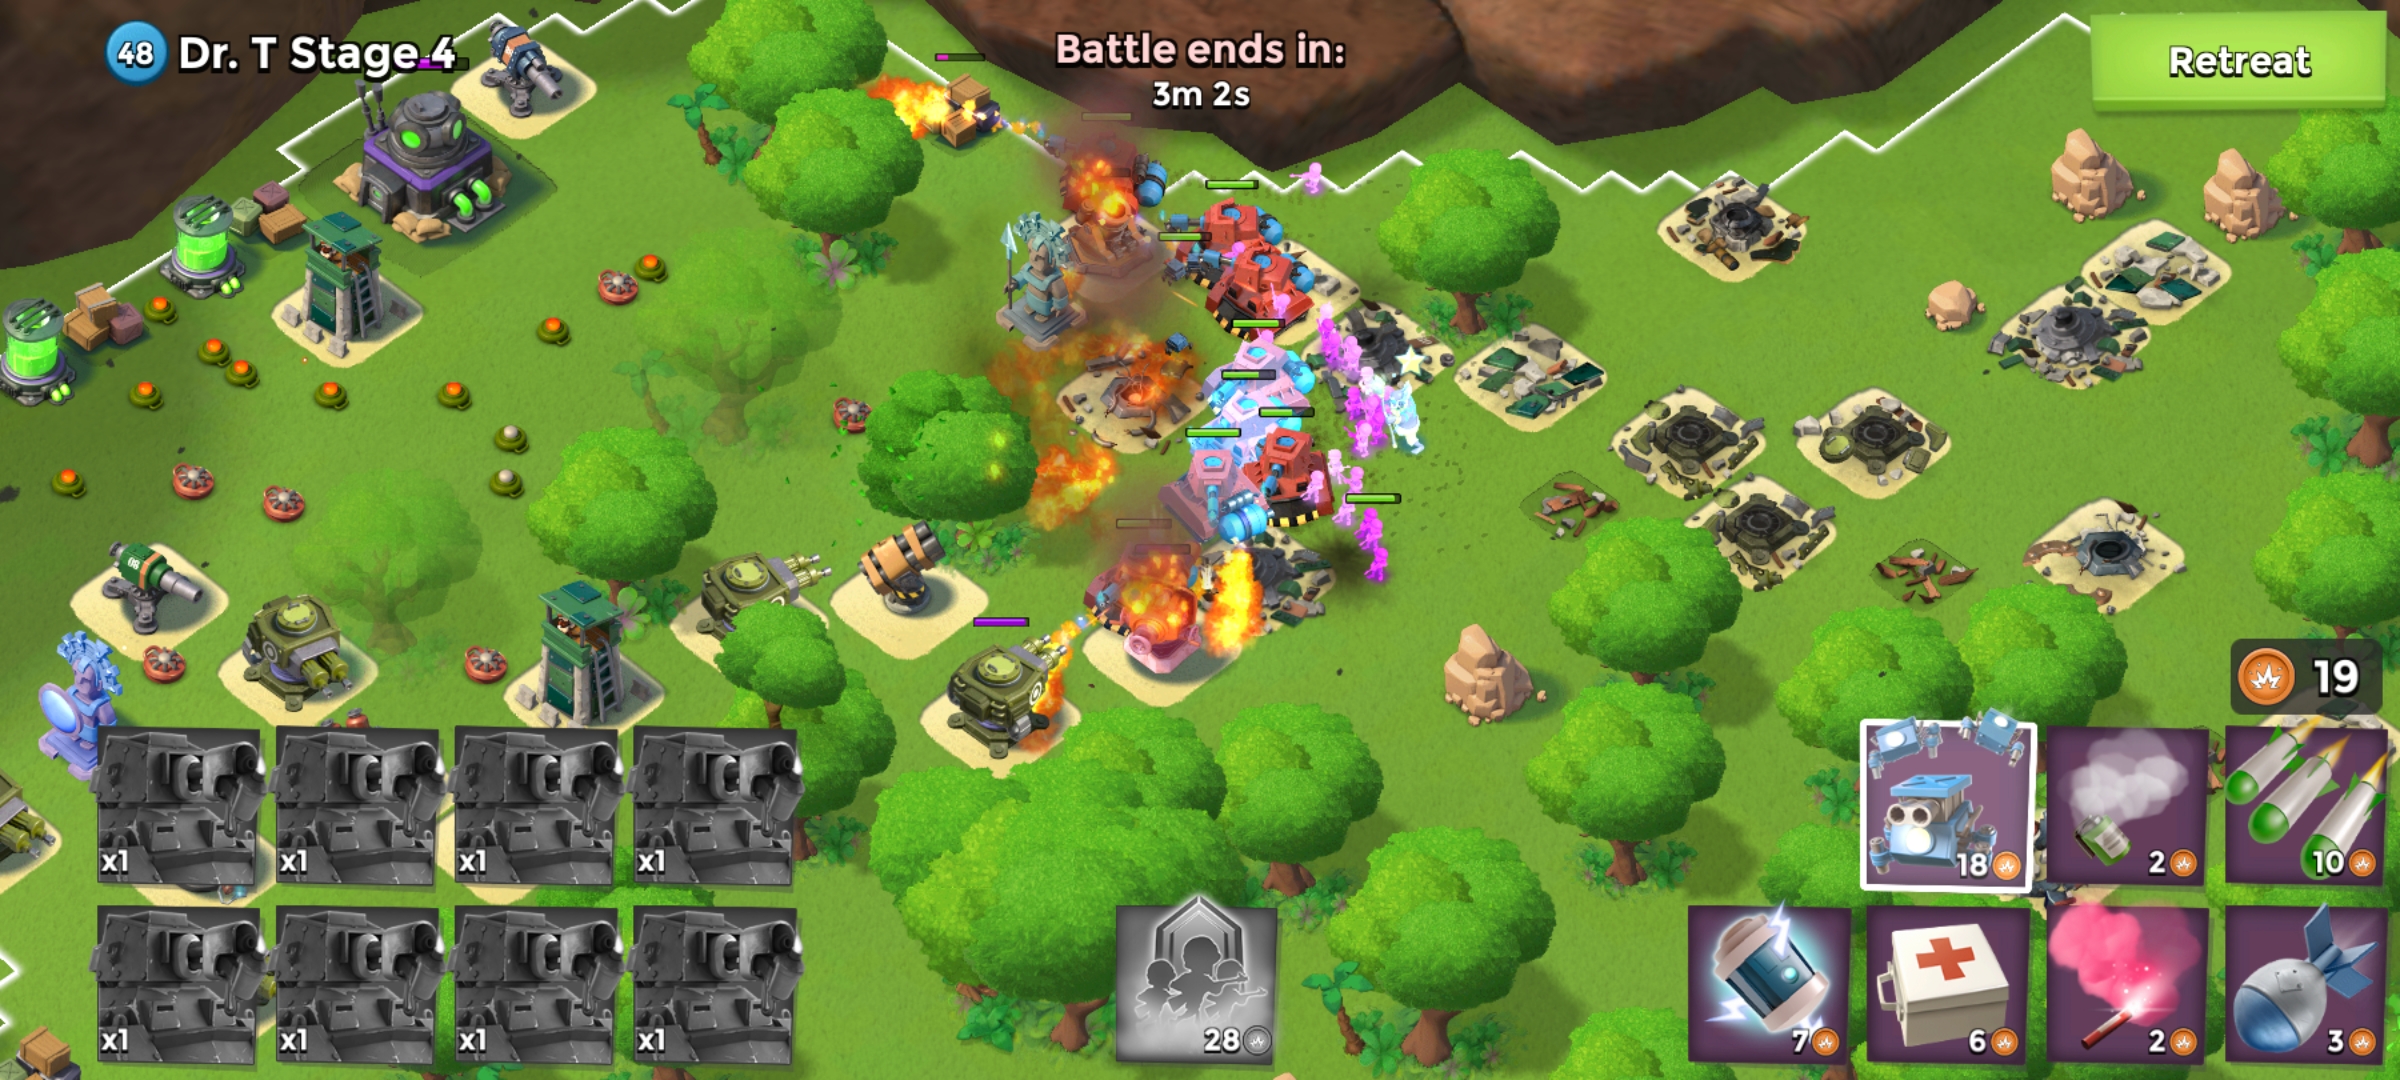 48 Dr. T Stage 4
Battle ends in:
3m 2s
Retreat
19
x1 x1 x1 x1
18 2 10
x1 x1 x1 x1
28
7 6 2 3